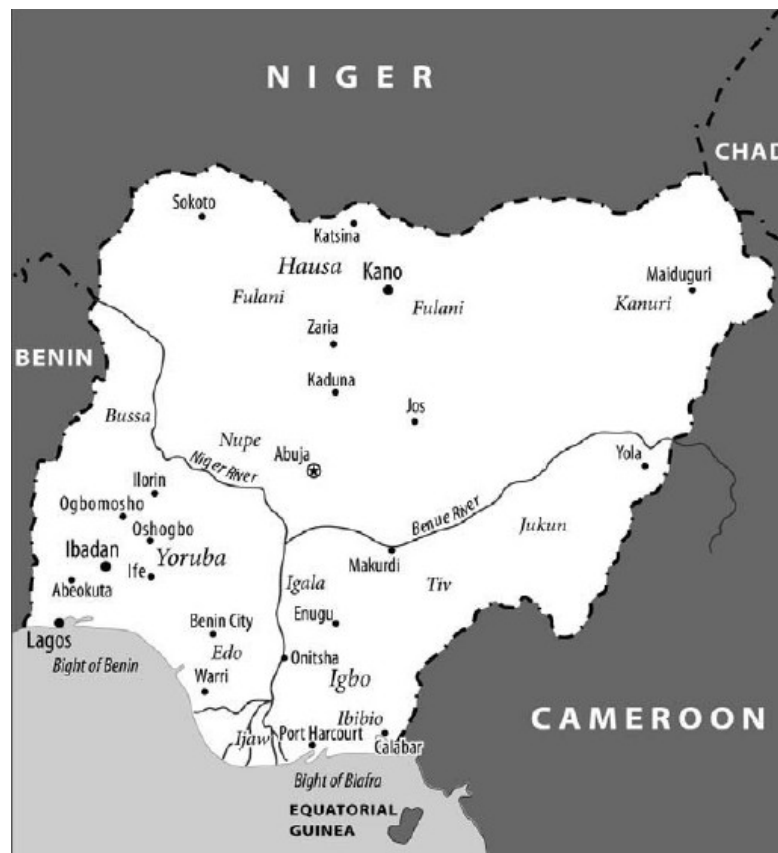 NIGER
CHAD
Sokoto
Katsina
Hausa
Kano
Fulani
Fulani
Maiduguri
Kanuri
Zaria
BENIN
Kaduna
Jos
Bussa
Nupe
Abuja
Niger River
Yola
Ilorin
Ogbomosho
Benue River
Oshogbo
Jukun
Ibadan
Yoruba
Makurdi
Ife
Abeokuta
Igala
Tiv
Enugu
Benin City
Lagos
Edo
Bight of Benin
Onitsha
Warri
Igbo
Ibibio
CAMEROON
Ijaw
Port Harcourt
Calabar
Bight of Biafra
EQUATORIAL
GUINEA